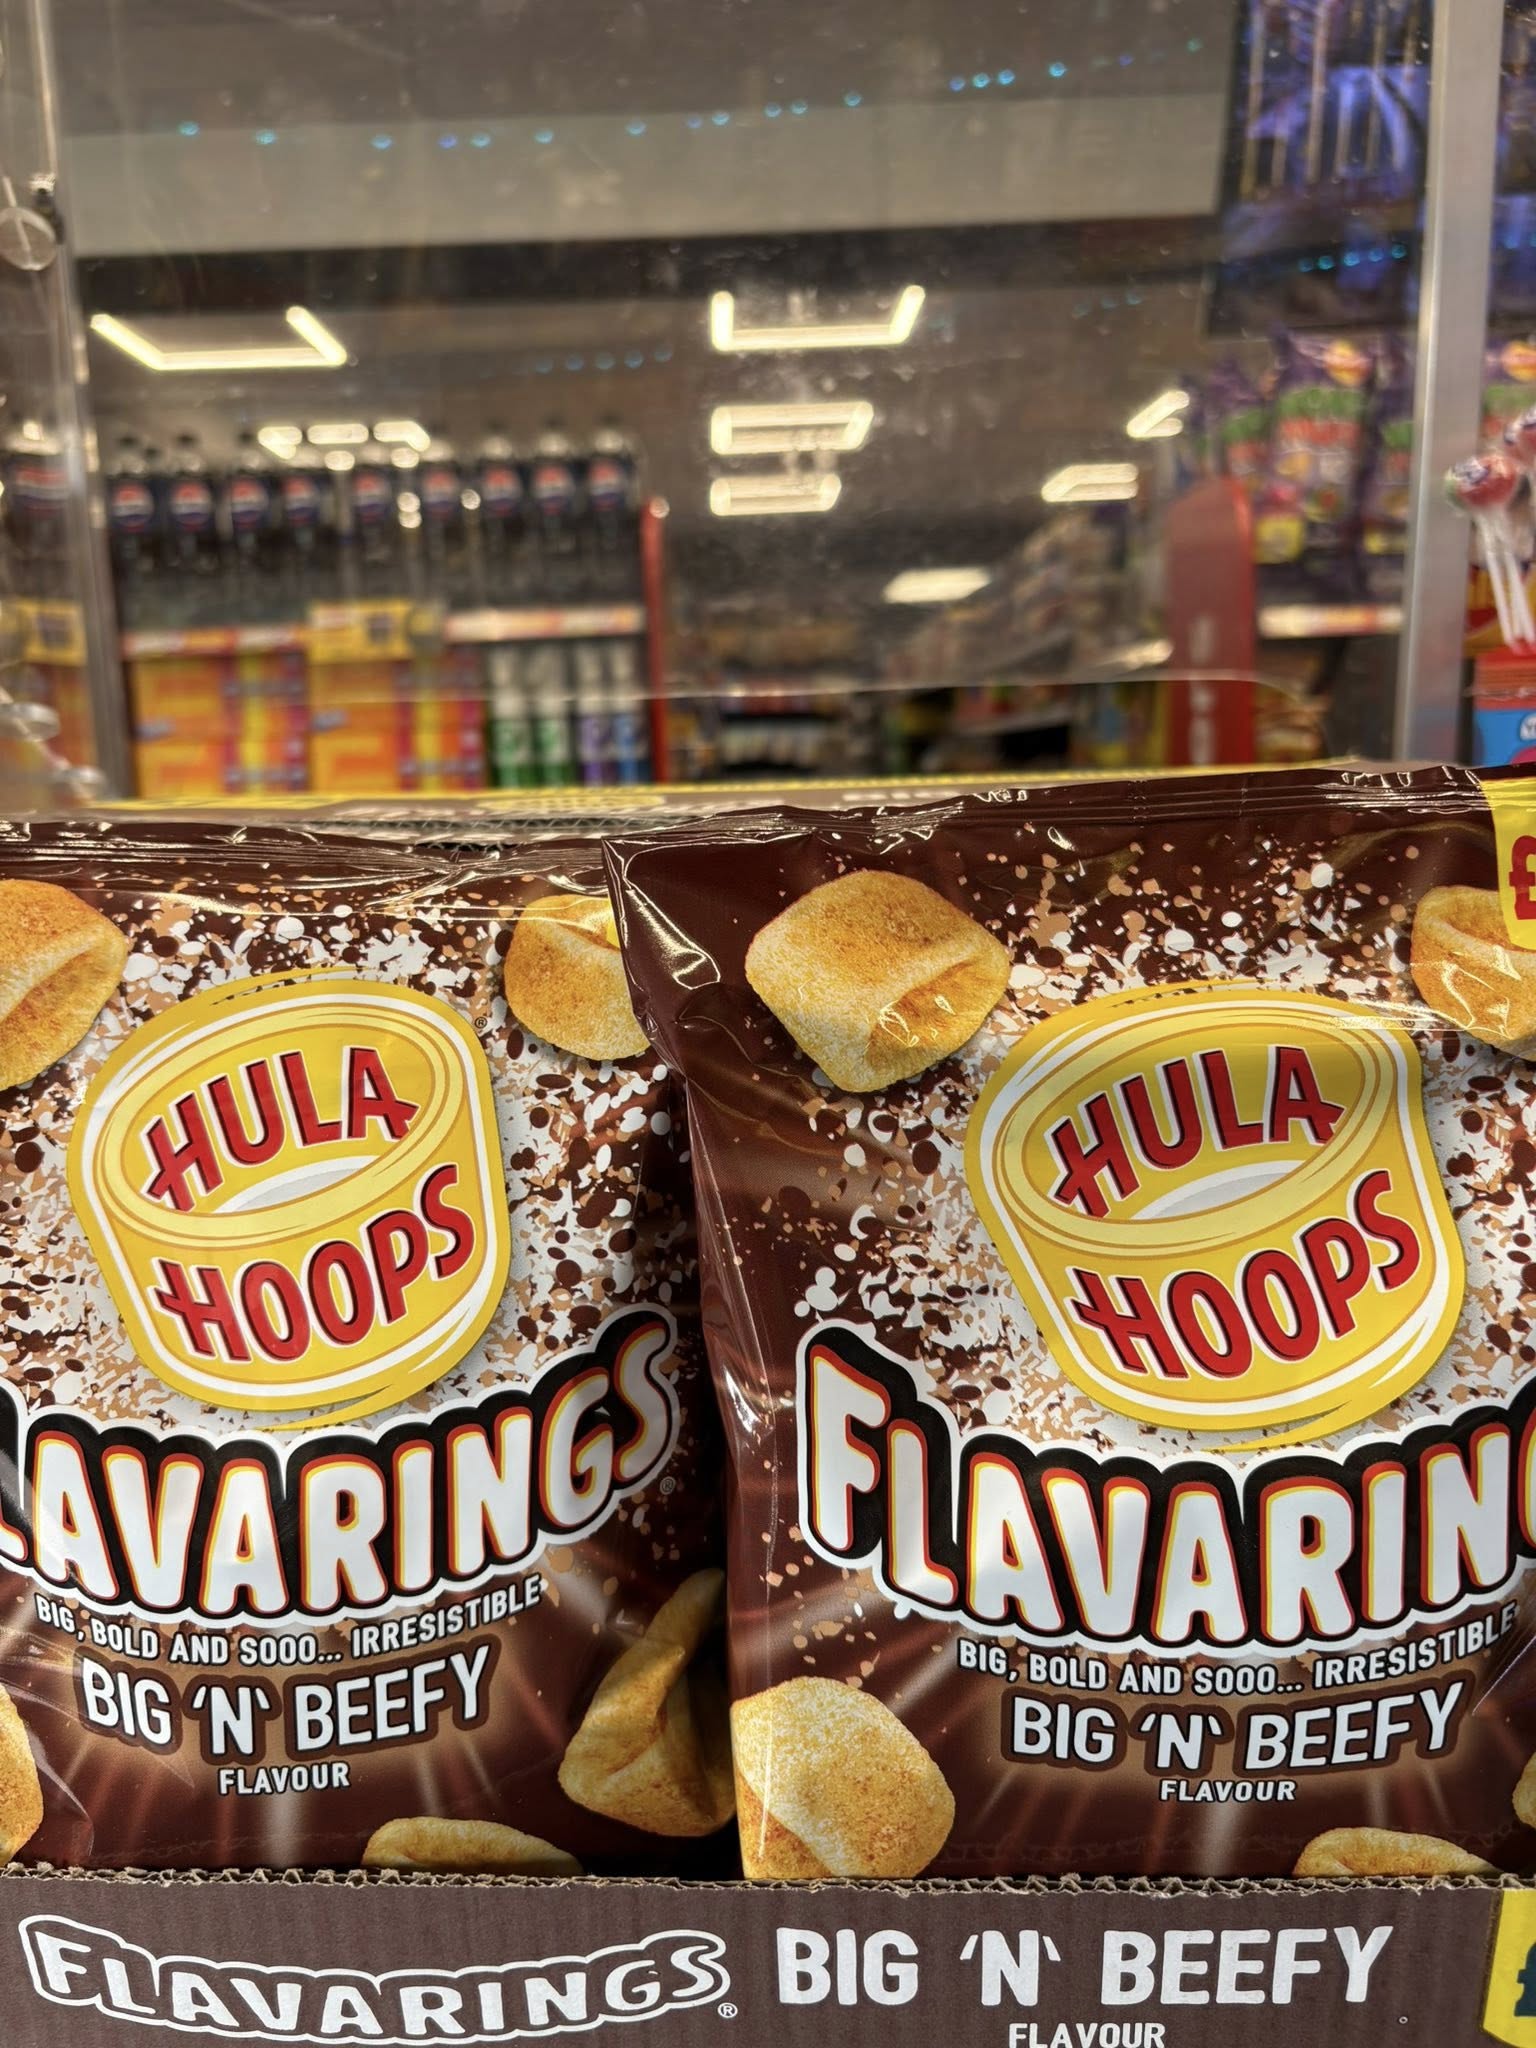 HULA
HOOPS
LAVARINGS
BIG, BOLD AND SOOO... IRRESISTIBLE
BIG 'N' BEEFY
FLAVOUR
£
HULA
HOOPS
FLAVARIN
BIG, BOLD AND SOOO... IRRESISTIBLE
BIG 'N' BEEFY
FLAVOUR
FLAVARINGS® BIG 'N' BEEFY
FLAVOUR